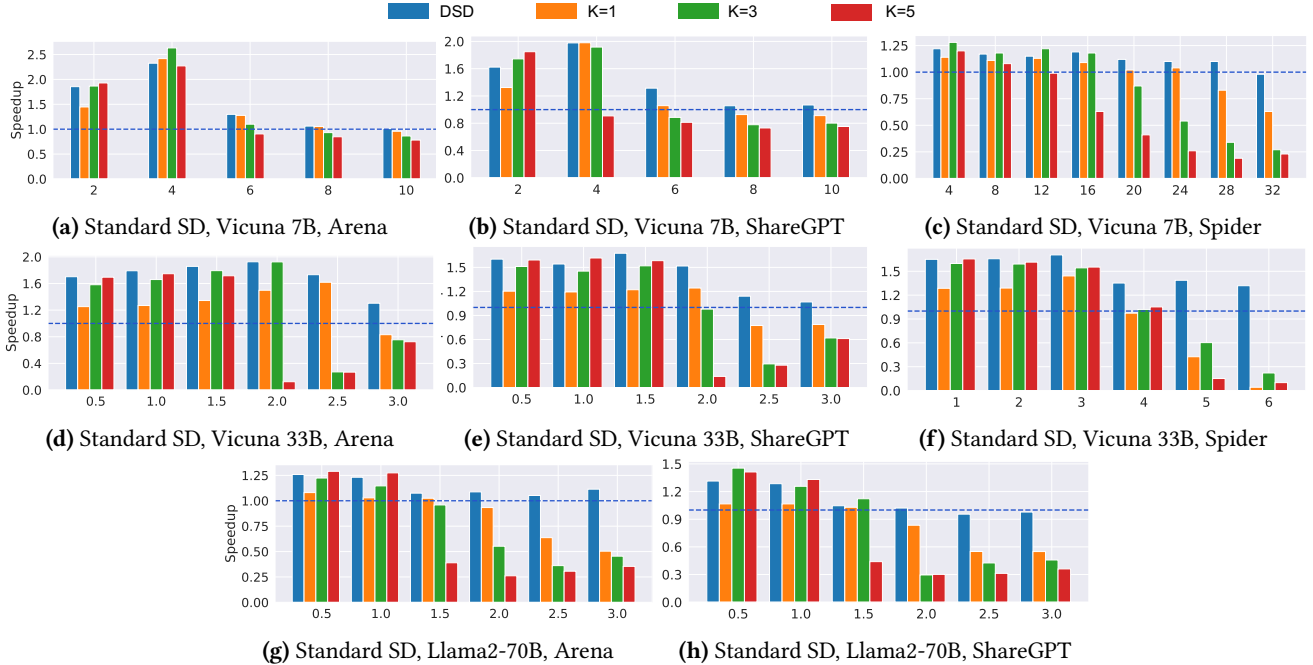 DSD K=1 K=3 K=5
Speedup
2.5
2.0
1.5
1.0
0.5
0.0
2 4 6 8 10
(a) Standard SD, Vicuna 7B, Arena
2.0
1.6
1.2
0.8
0.4
0.0
2 4 6 8 10
(b) Standard SD, Vicuna 7B, ShareGPT
1.25
1.00
0.75
0.50
0.25
0.00
4 8 12 16 20 24 28 32
(c) Standard SD, Vicuna 7B, Spider
Speedup
2.0
1.6
1.2
0.8
0.4
0.0
0.5 1.0 1.5 2.0 2.5 3.0
(d) Standard SD, Vicuna 33B, Arena
1.5
1.2
0.9
0.6
0.3
0.0
0.5 1.0 1.5 2.0 2.5 3.0
(e) Standard SD, Vicuna 33B, ShareGPT
1.5
1.2
0.9
0.6
0.3
0.0
1 2 3 4 5 6
(f) Standard SD, Vicuna 33B, Spider
Speedup
1.25
1.00
0.75
0.50
0.25
0.00
0.5 1.0 1.5 2.0 2.5 3.0
(g) Standard SD, Llama2-70B, Arena
1.5
1.2
0.9
0.6
0.3
0.0
0.5 1.0 1.5 2.0 2.5 3.0
(h) Standard SD, Llama2-70B, ShareGPT